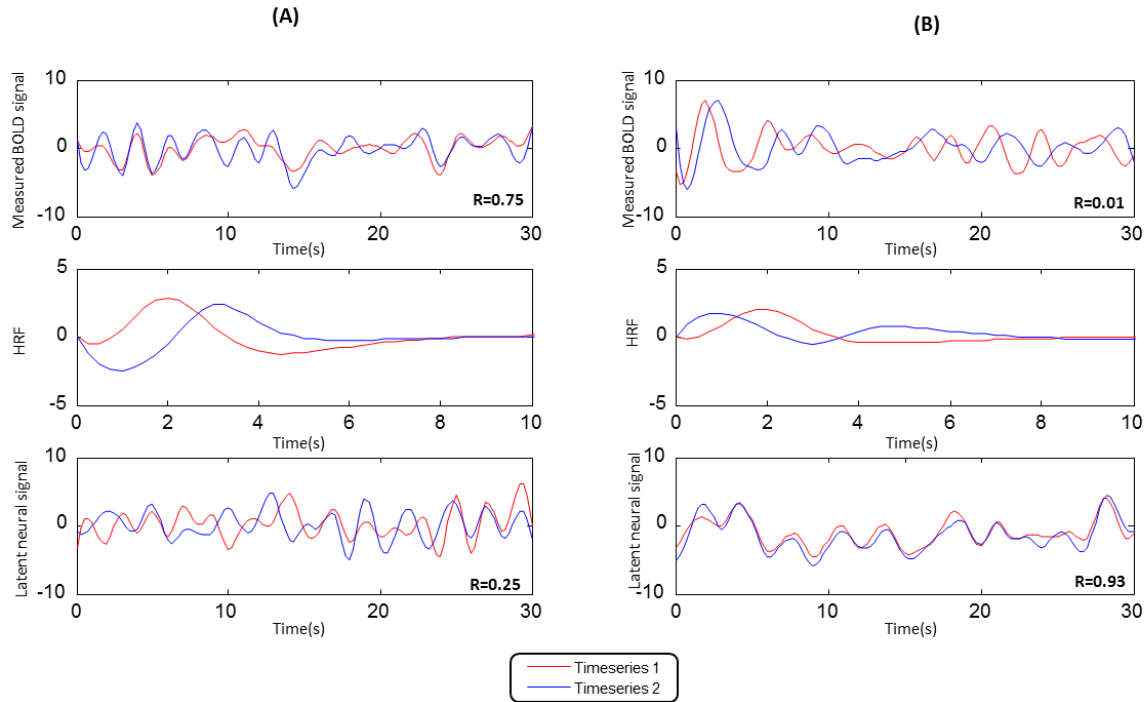 (A)
Measured BOLD signal
10
0
-10
R=0.75
0
10
20
30
Time(s)
HRF
5
0
-5
0
2
4
6
8
10
Time(s)
Latent neural signal
10
0
-10
R=0.25
0
10
20
30
Time(s)
(B)
Measured BOLD signal
10
0
-10
R=0.01
0
10
20
30
Time(s)
HRF
5
0
-5
0
2
4
6
8
10
Time(s)
Latent neural signal
10
0
-10
R=0.93
0
10
20
30
Time(s)
Timeseries 1
Timeseries 2